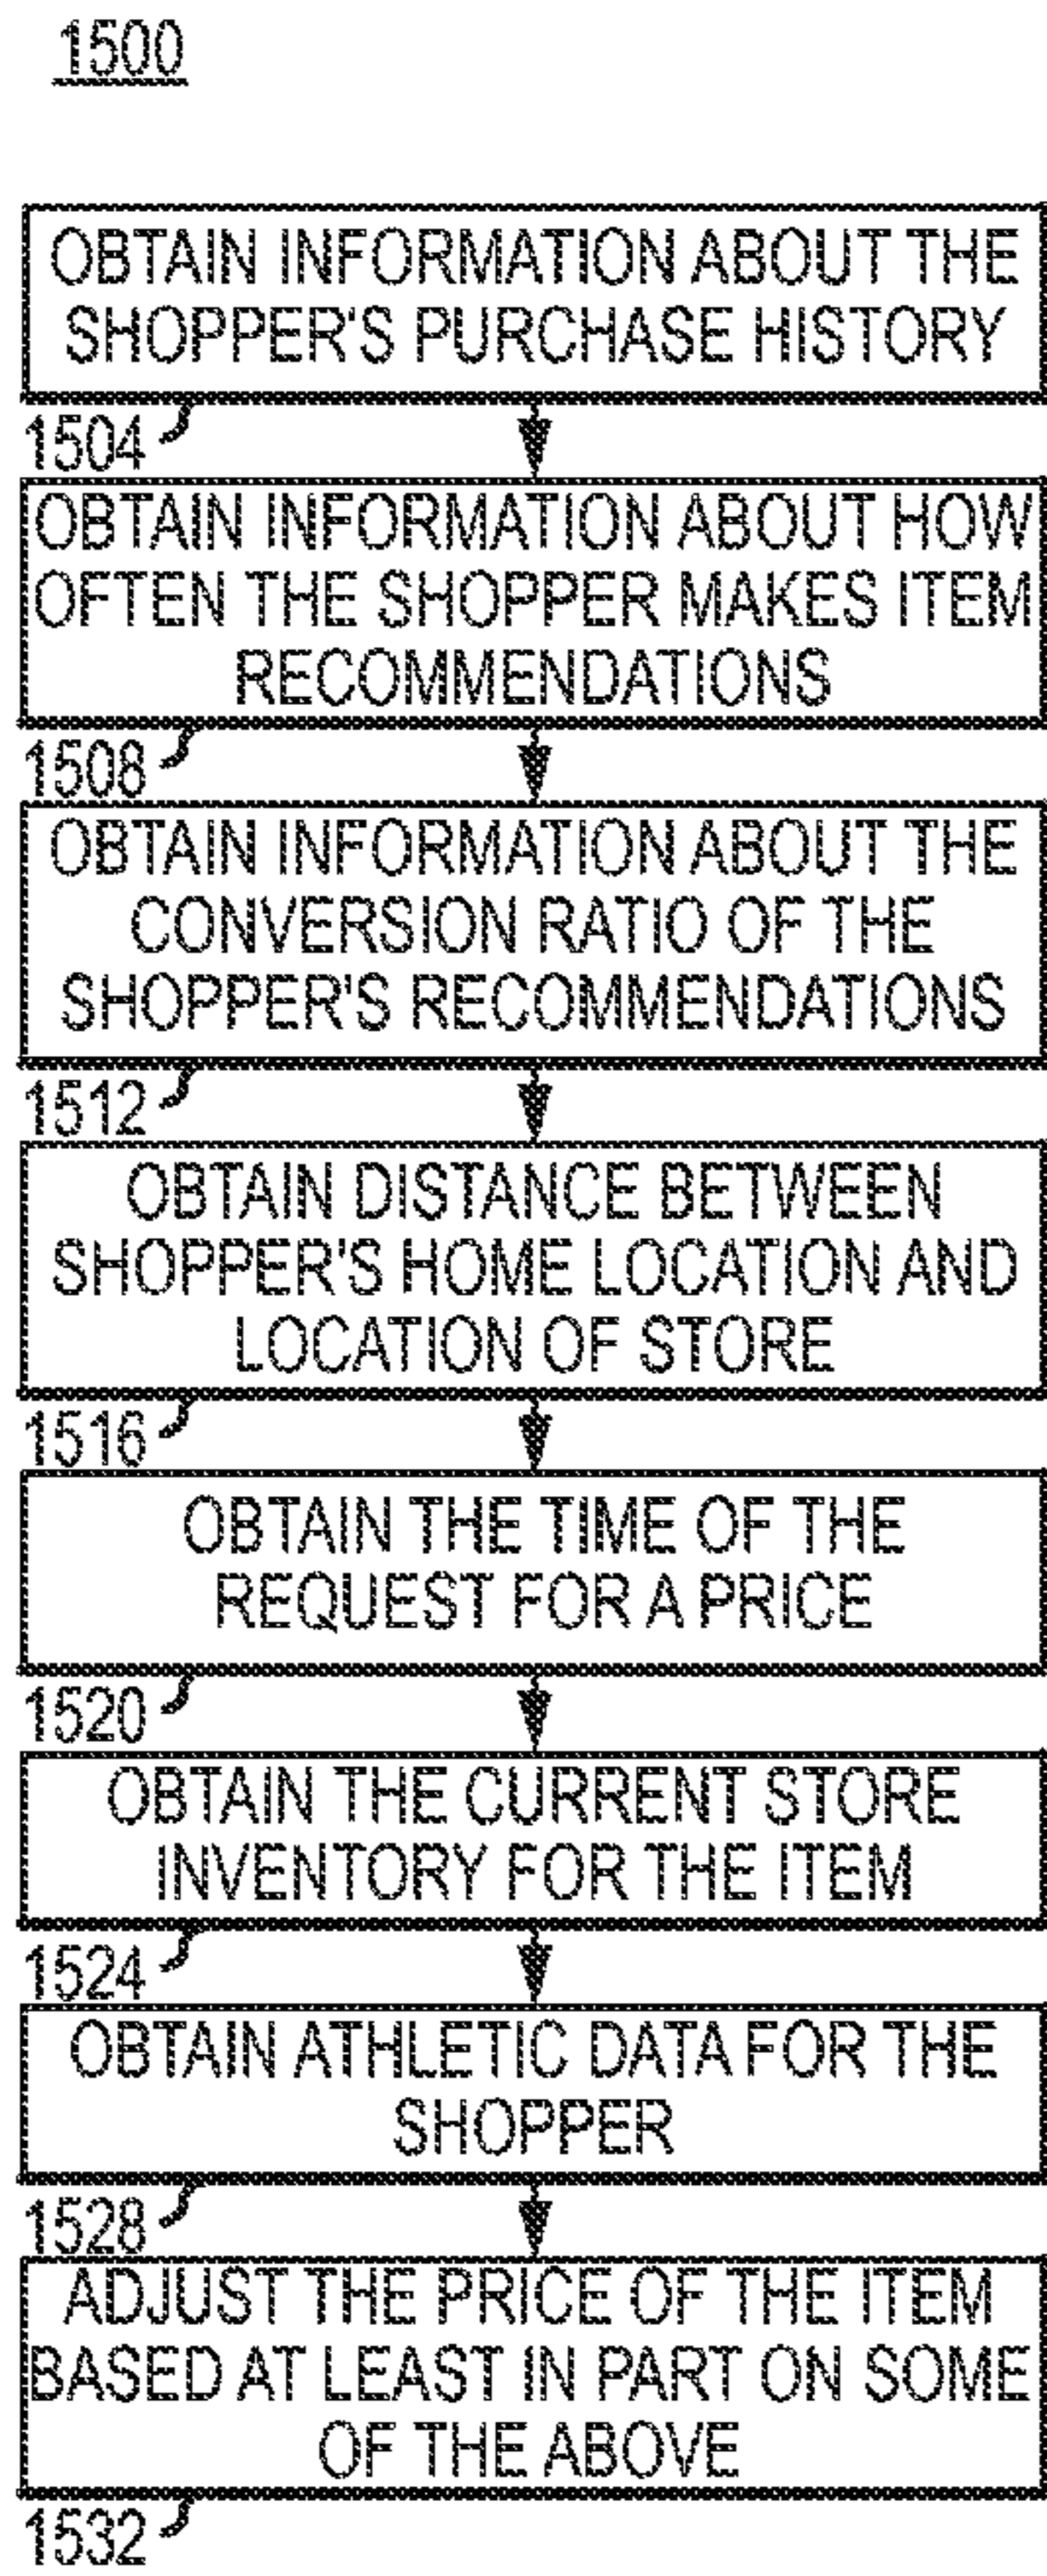 1500
OBTAIN INFORMATION ABOUT THE
SHOPPER'S PURCHASE HISTORY
1504
OBTAIN INFORMATION ABOUT HOW
OFTEN THE SHOPPER MAKES ITEM
RECOMMENDATIONS
1508
OBTAIN INFORMATION ABOUT THE
CONVERSION RATIO OF THE
SHOPPER'S RECOMMENDATIONS
1512
OBTAIN DISTANCE BETWEEN
SHOPPER'S HOME LOCATION AND
LOCATION OF STORE
1516
OBTAIN THE TIME OF THE
REQUEST FOR A PRICE
1520
OBTAIN THE CURRENT STORE
INVENTORY FOR THE ITEM
1524
OBTAIN ATHLETIC DATA FOR THE
SHOPPER
1528
ADJUST THE PRICE OF THE ITEM
BASED AT LEAST IN PART ON SOME
OF THE ABOVE
1532